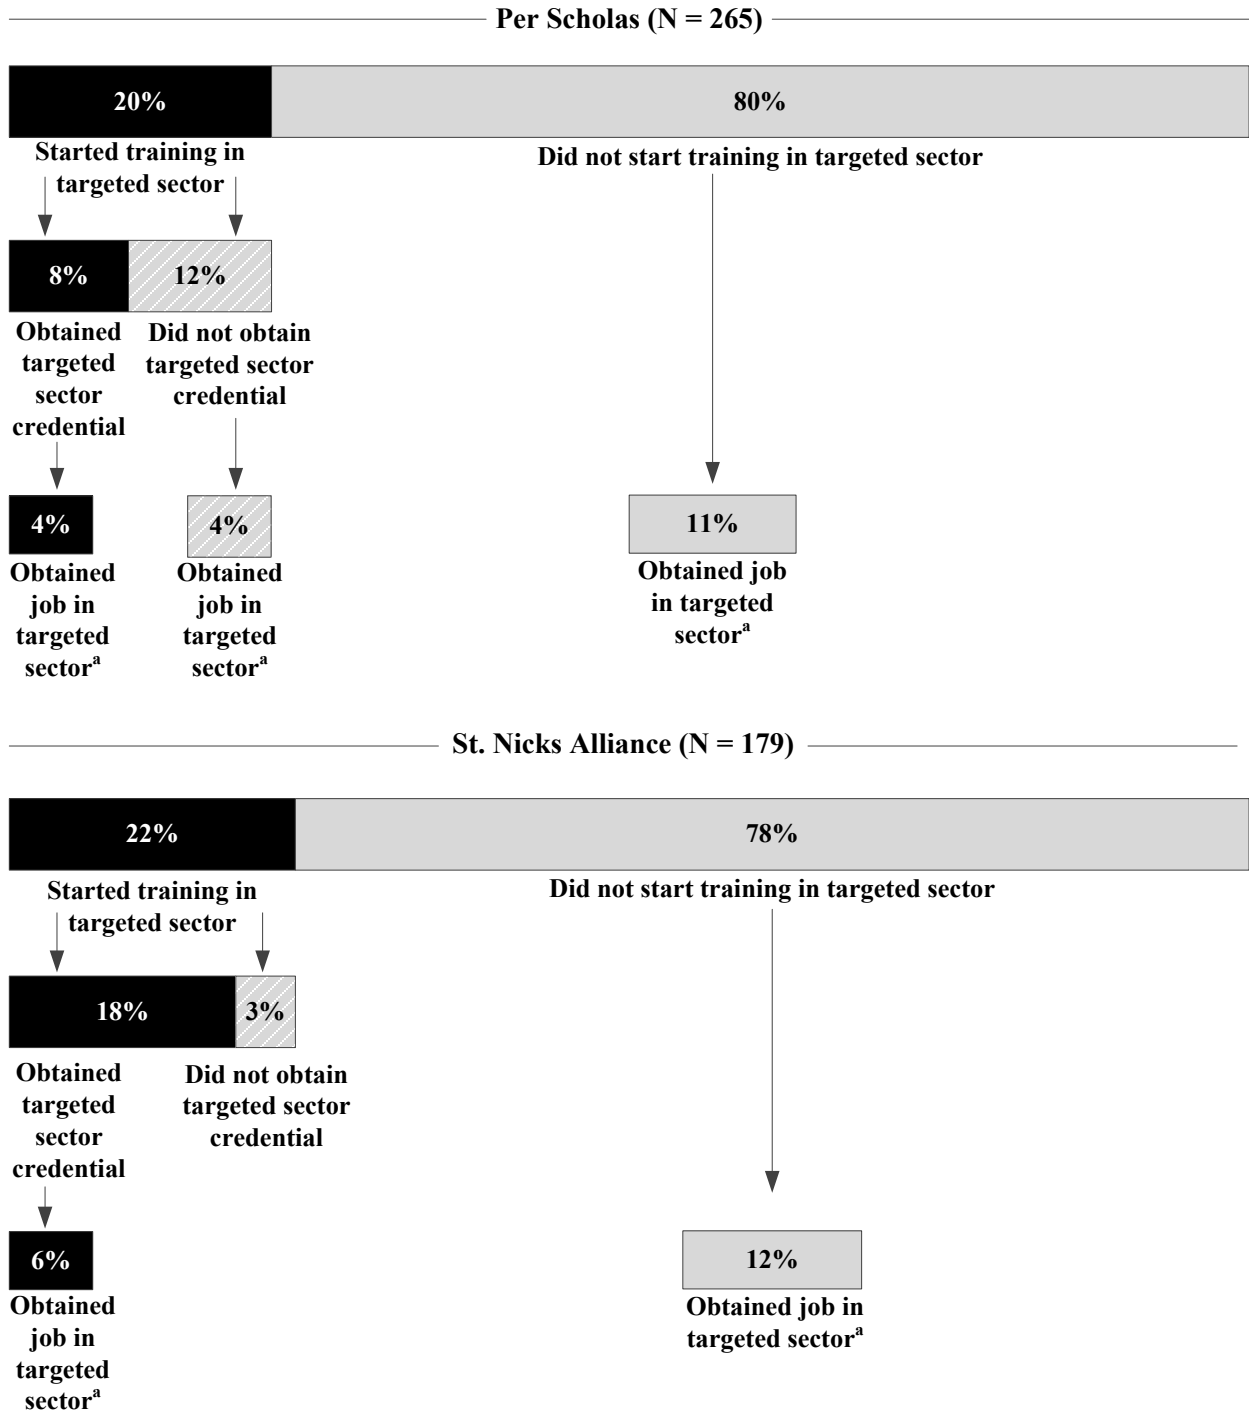 Per Scholas (N = 265)
20%
80%
Started training in
targeted sector
Did not start training in targeted sector
8%
12%
Obtained
targeted
sector
credential
Did not obtain
targeted sector
credential
4%
4%
11%
Obtained
job in
targeted
sectorᵃ
Obtained
job in
targeted
sectorᵃ
Obtained job
in targeted
sectorᵃ
St. Nicks Alliance (N = 179)
22%
78%
Started training in
targeted sector
Did not start training in targeted sector
18%
3%
Obtained
targeted
sector
credential
Did not obtain
targeted sector
credential
6%
12%
Obtained
job in
targeted
sectorᵃ
Obtained job in
targeted sectorᵃ